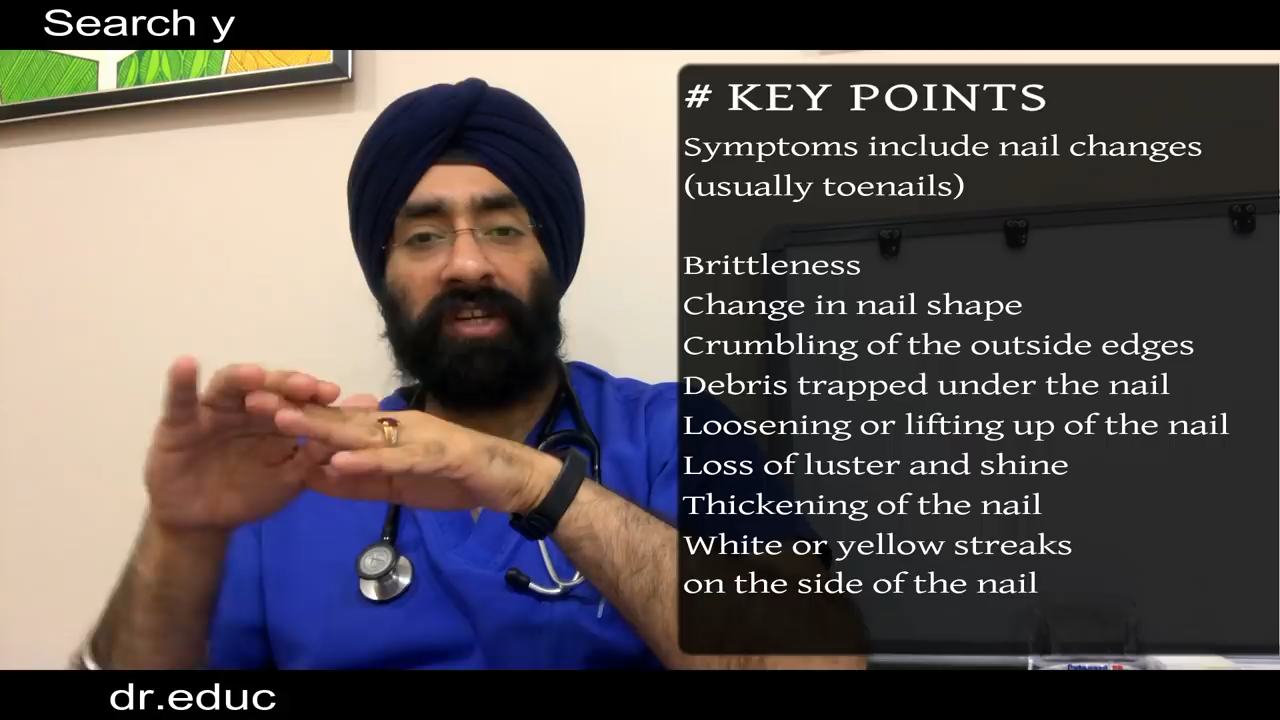 Search y
# KEY POINTS
Symptoms include nail changes
(usually toenails)
Brittleness
Change in nail shape
Crumbling of the outside edges
Debris trapped under the nail
Loosening or lifting up of the nail
Loss of luster and shine
Thickening of the nail
White or yellow streaks
on the side of the nail
dr.educ